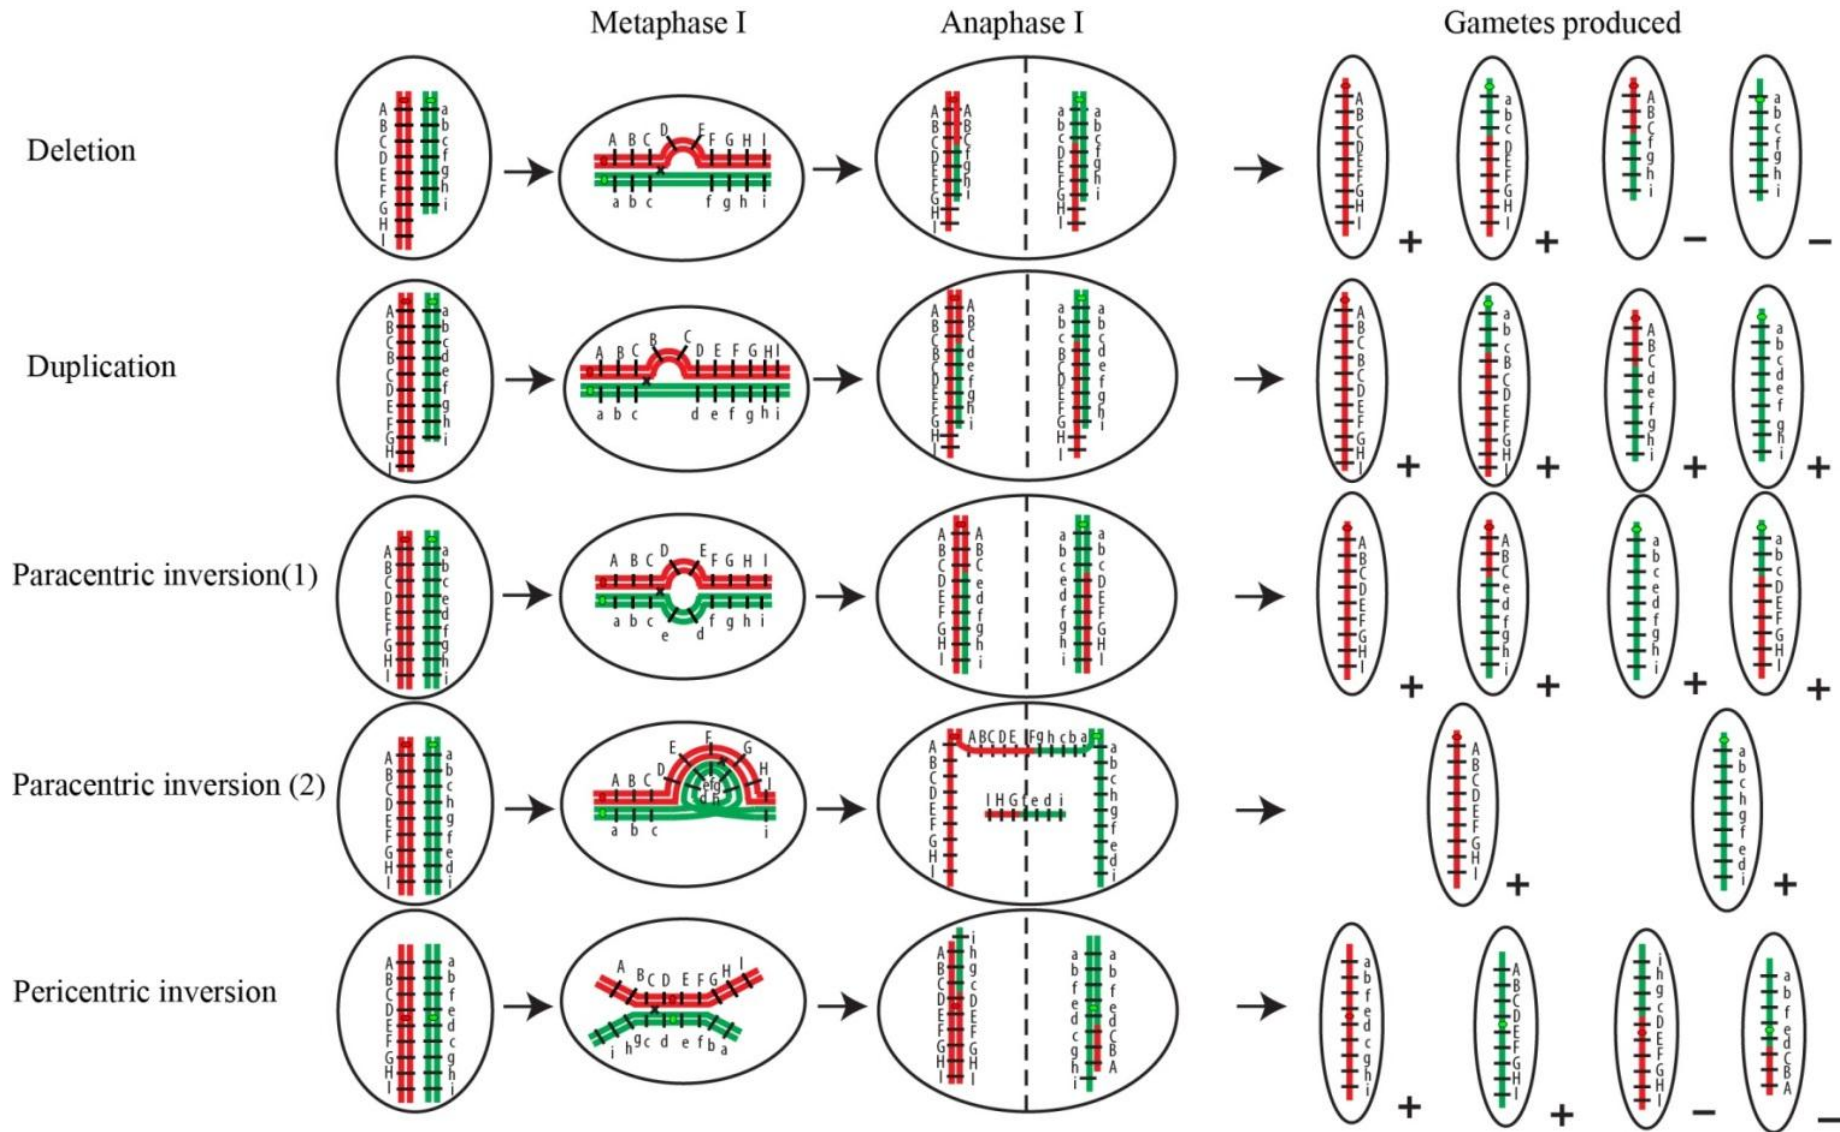 Metaphase I
Anaphase I
Gametes produced
Deletion
A B C D E F G H I
a b c f g h i
A B C D E F G H I
a b c f g h i
A B C D E F G H I
A B C f g h i
a b c D E F G H I
a b c f g h i
A B C D E F G H I
+
a b c D E F G H I
+
A B C f g h i
−
a b c f g h i
−
Duplication
A B C B C D E F G H I
a b c d e f g h i
A B C B C D E F G H I
a b c d e f g h i
A B C B C D E F G H I
A B C d e f g h i
a b c B C D E F G H I
a b c d e f g h i
A B C B C D E F G H I
+
a b c B C D E F G H I
+
A B C d e f g h i
+
a b c d e f g h i
+
Paracentric inversion(1)
A B C D E F G H I
a b c e d f g h i
A B C D E F G H I
a b c e d f g h i
A B C D E F G H I
A B C e d f g h i
a b c e d f g h i
a b c D E F G H I
A B C D E F G H I
+
A B C e d f g h i
+
a b c e d f g h i
+
a b c D E F G H I
+
Paracentric inversion (2)
A B C D E F G H I
a b c h g f e d i
A B C D E F G H I
d e f g h
a b c i
A B C D E F G H I
A B C D E F g h c b a
I H G f e d i
a b c h g f e d i
A B C D E F G H I
+
a b c h g f e d i
+
Pericentric inversion
A B C D E F G H I
a b f e d c g h i
A B C D E F G H I
i h g c d e f b a
A B C D E F G H I
i h g c D E F G H I
a b f e d c g h i
a b f e d C B A
a b f e d c g h i
+
A B C D E F G H I
+
i h g c D E F G H I
−
a b f e d C B A
−